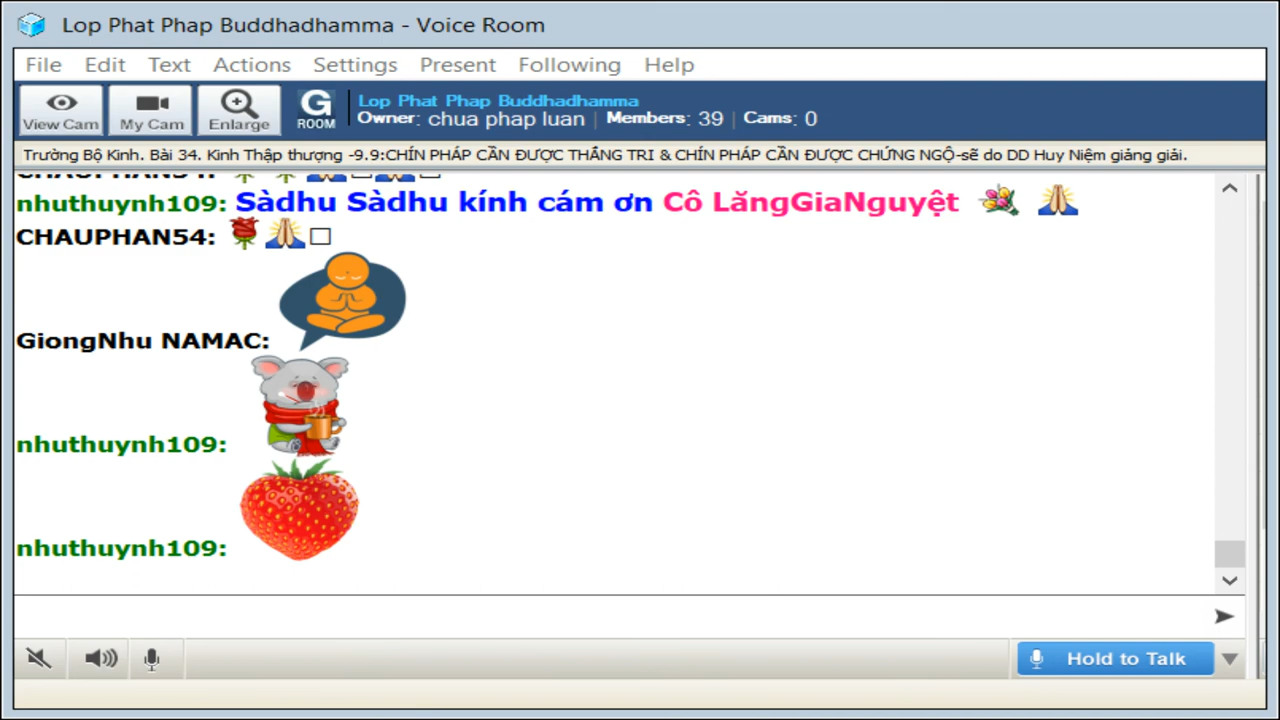 Lop Phat Phap Buddhadhamma - Voice Room
File Edit Text Actions Settings Present Following Help
View Cam My Cam Enlarge G ROOM
Lop Phat Phap Buddhadhamma
Owner: chua phap luan | Members: 39 | Cams: 0
Trường Bộ Kinh. Bài 34. Kinh Thập thượng -9.9:CHÍN PHÁP CẦN ĐƯỢC THẮNG TRI & CHÍN PHÁP CẦN ĐƯỢC CHỨNG NGỘ-sẽ do DD Huy Niệm giảng giải.
CHAUPHAN54:
nhuthuynh109: Sàdhu Sàdhu kính cám ơn Cô LăngGiaNguyệt
CHAUPHAN54:
GiongNhu NAMAC:
nhuthuynh109:
nhuthuynh109:
Hold to Talk